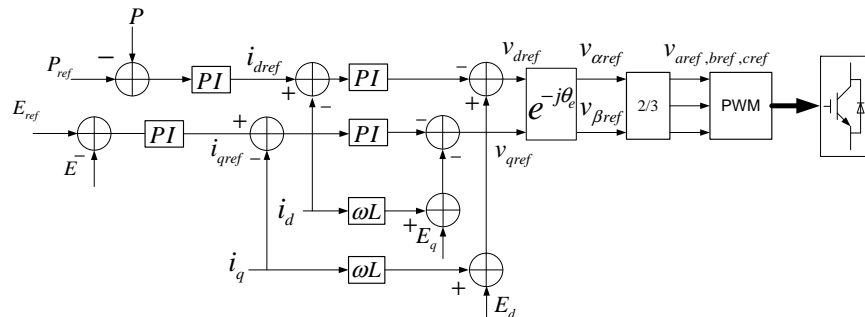 P
P_ref − PI i_dref + − PI − + v_dref v_αref v_aref,bref,cref
E_ref E − PI i_qref + − PI − − v_qref e^{−jθ_e} v_βref 2/3 PWM
i_d ωL + E_q
i_q ωL + E_d